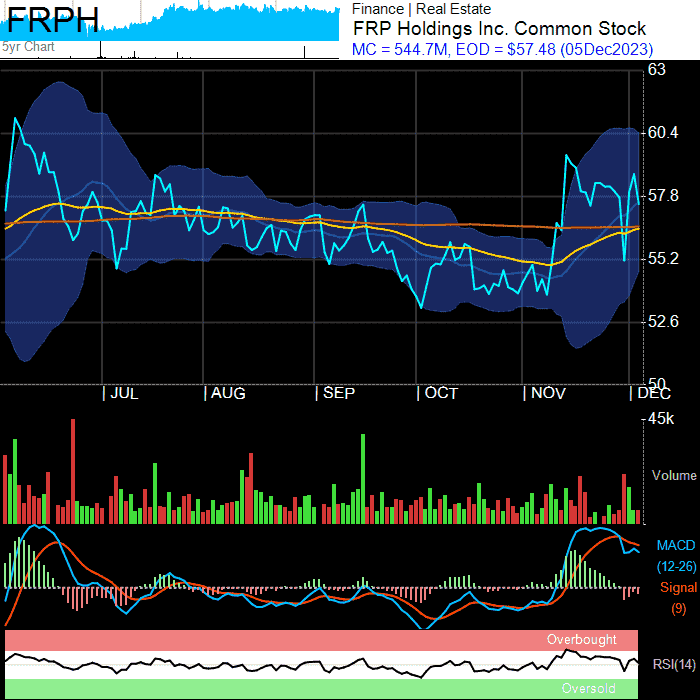 FRPH
5yr Chart
Finance | Real Estate
FRP Holdings Inc. Common Stock
MC = 544.7M, EOD = $57.48 (05Dec2023)
63
60.4
57.8
55.2
52.6
50
| JUL | AUG | SEP | OCT | NOV | DEC
45k
Volume
MACD
(12-26)
Signal
(9)
Overbought
RSI(14)
Oversold